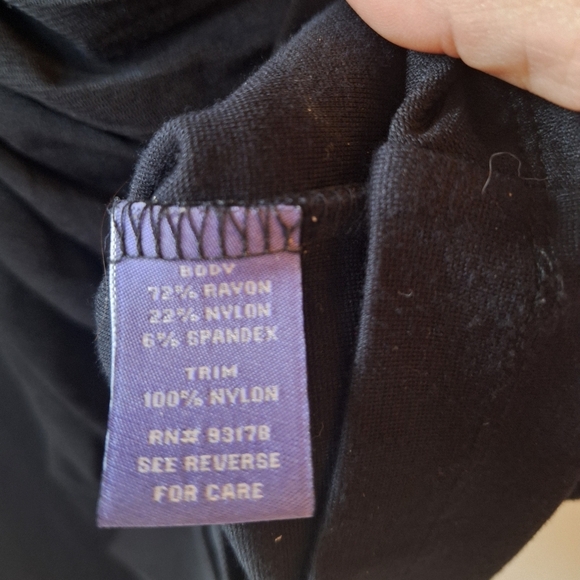 BODY
72% RAYON
22% NYLON
6% SPANDEX
TRIM
100% NYLON
RN# 93178
SEE REVERSE
FOR CARE